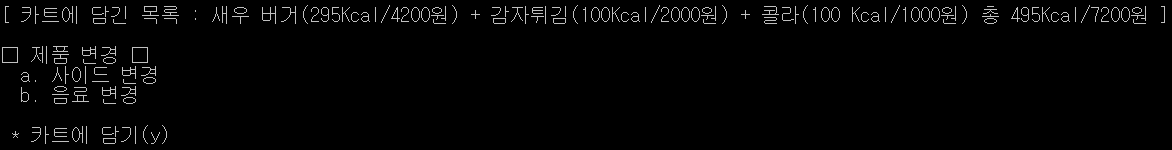 [ 카트에 담긴 목록 : 새우 버거(295Kcal/4200원) + 감자튀김(100Kcal/2000원) + 콜라(100 Kcal/1000원) 총 495Kcal/7200원 ]
□ 제품 변경 □
a. 사이드 변경
b. 음료 변경
* 카트에 담기(y)